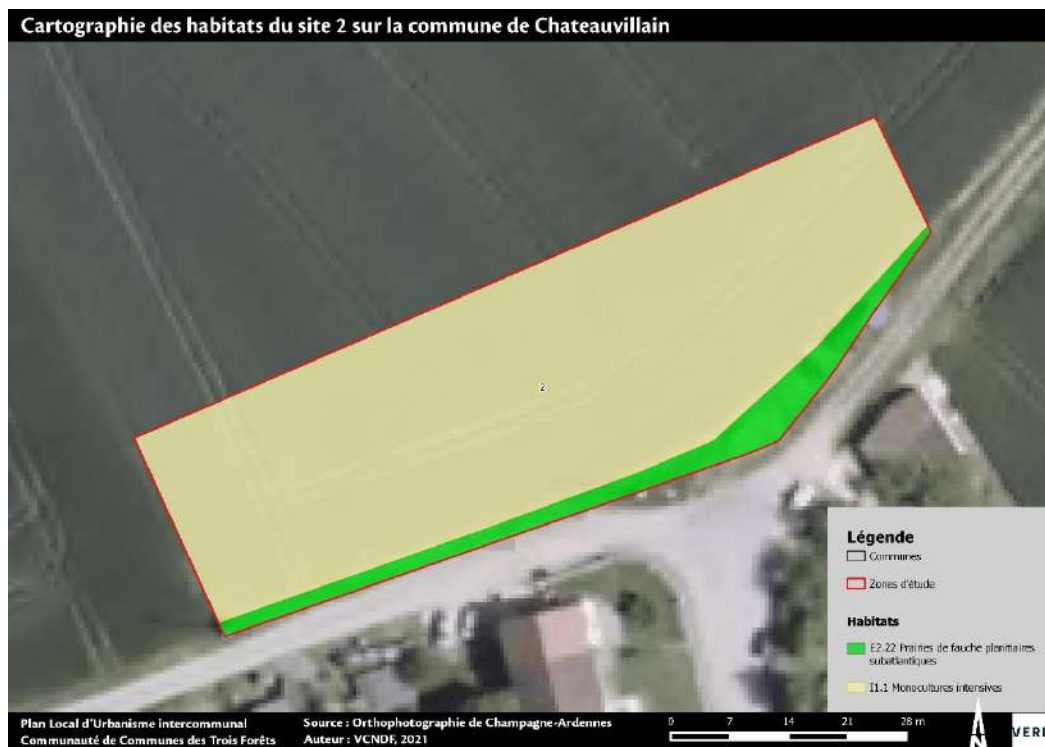 Cartographie des habitats du site 2 sur la commune de Chateauvillain
2
Légende
Communes
Zones d'étude
Habitats
E2.22 Prairies de fauche planitiaires
subatlantiques
I1.1 Monocultures intensives
Plan Local d'Urbanisme intercommunal
Communauté de Communes des Trois Forêts
Source : Orthophotographie de Champagne-Ardennes
Auteur : VCNDF, 2021
0 7 14 21 28 m
VERD